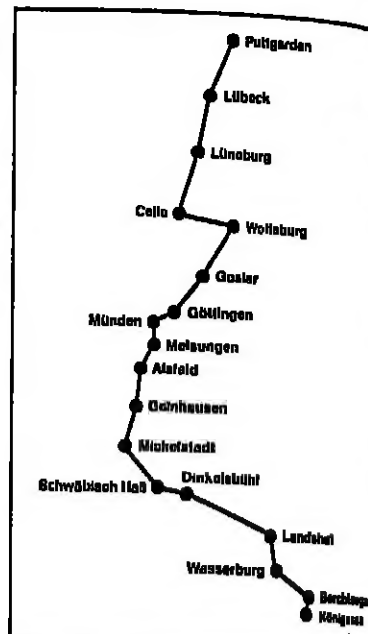 Puttgarden
Lübeck
Lüneburg
Celle
Wolfsburg
Goslar
Göttingen
Münden
Melsungen
Alsfeld
Gelnhausen
Michelstadt
Dinkelsbühl
Schwäbisch Hall
Landshut
Wasserburg